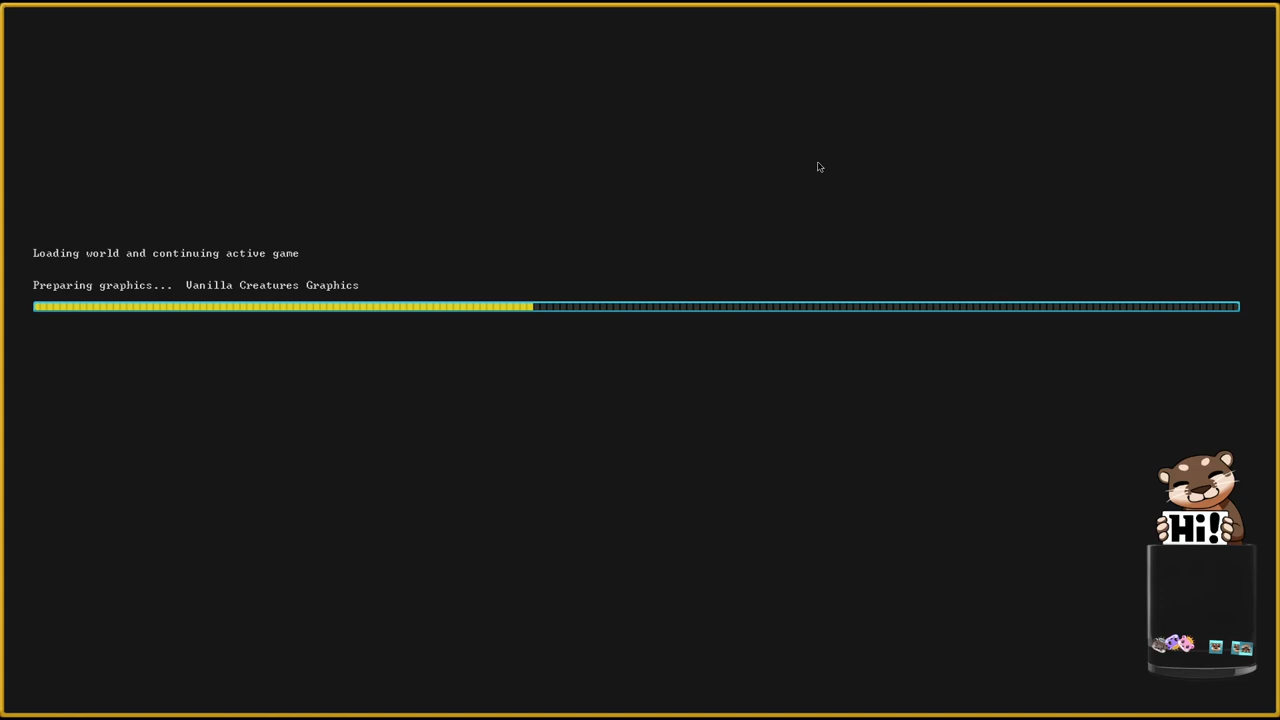 Loading world and continuing active game
Preparing graphics... Vanilla Creatures Graphics
Hi!